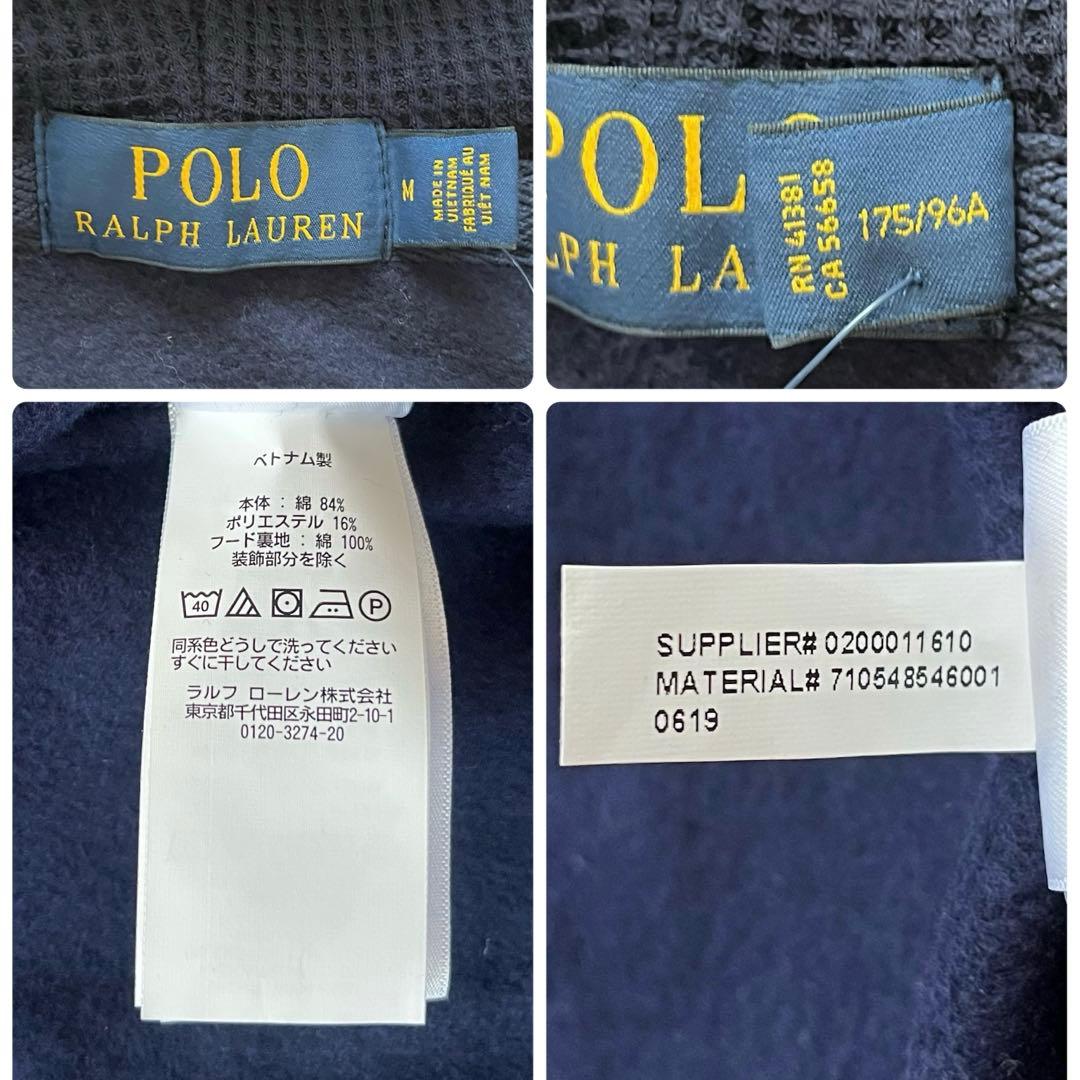 POLO
RALPH LAUREN
M
MADE IN
VIETNAM
FABRIQUÉ AU
VIÊT NAM
POL
LPH LA
RN 41381
CA 56658
175/96A
ベトナム製
本体 : 綿 84%
ポリエステル 16%
フード裏地 : 綿 100%
装飾部分を除く
40
P
同系色どうしで洗ってください
すぐに干してください
ラルフ ローレン株式会社
東京都千代田区永田町2-10-1
0120-3274-20
SUPPLIER# 0200011610
MATERIAL# 710548546001
0619